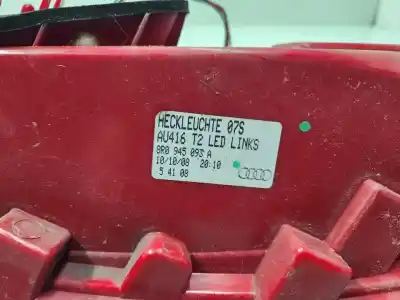 HECKLEUCHTE 07S
AU416 T2 LED LINKS
8R0 945 093 A
10/10/08 20:10
5 41 08